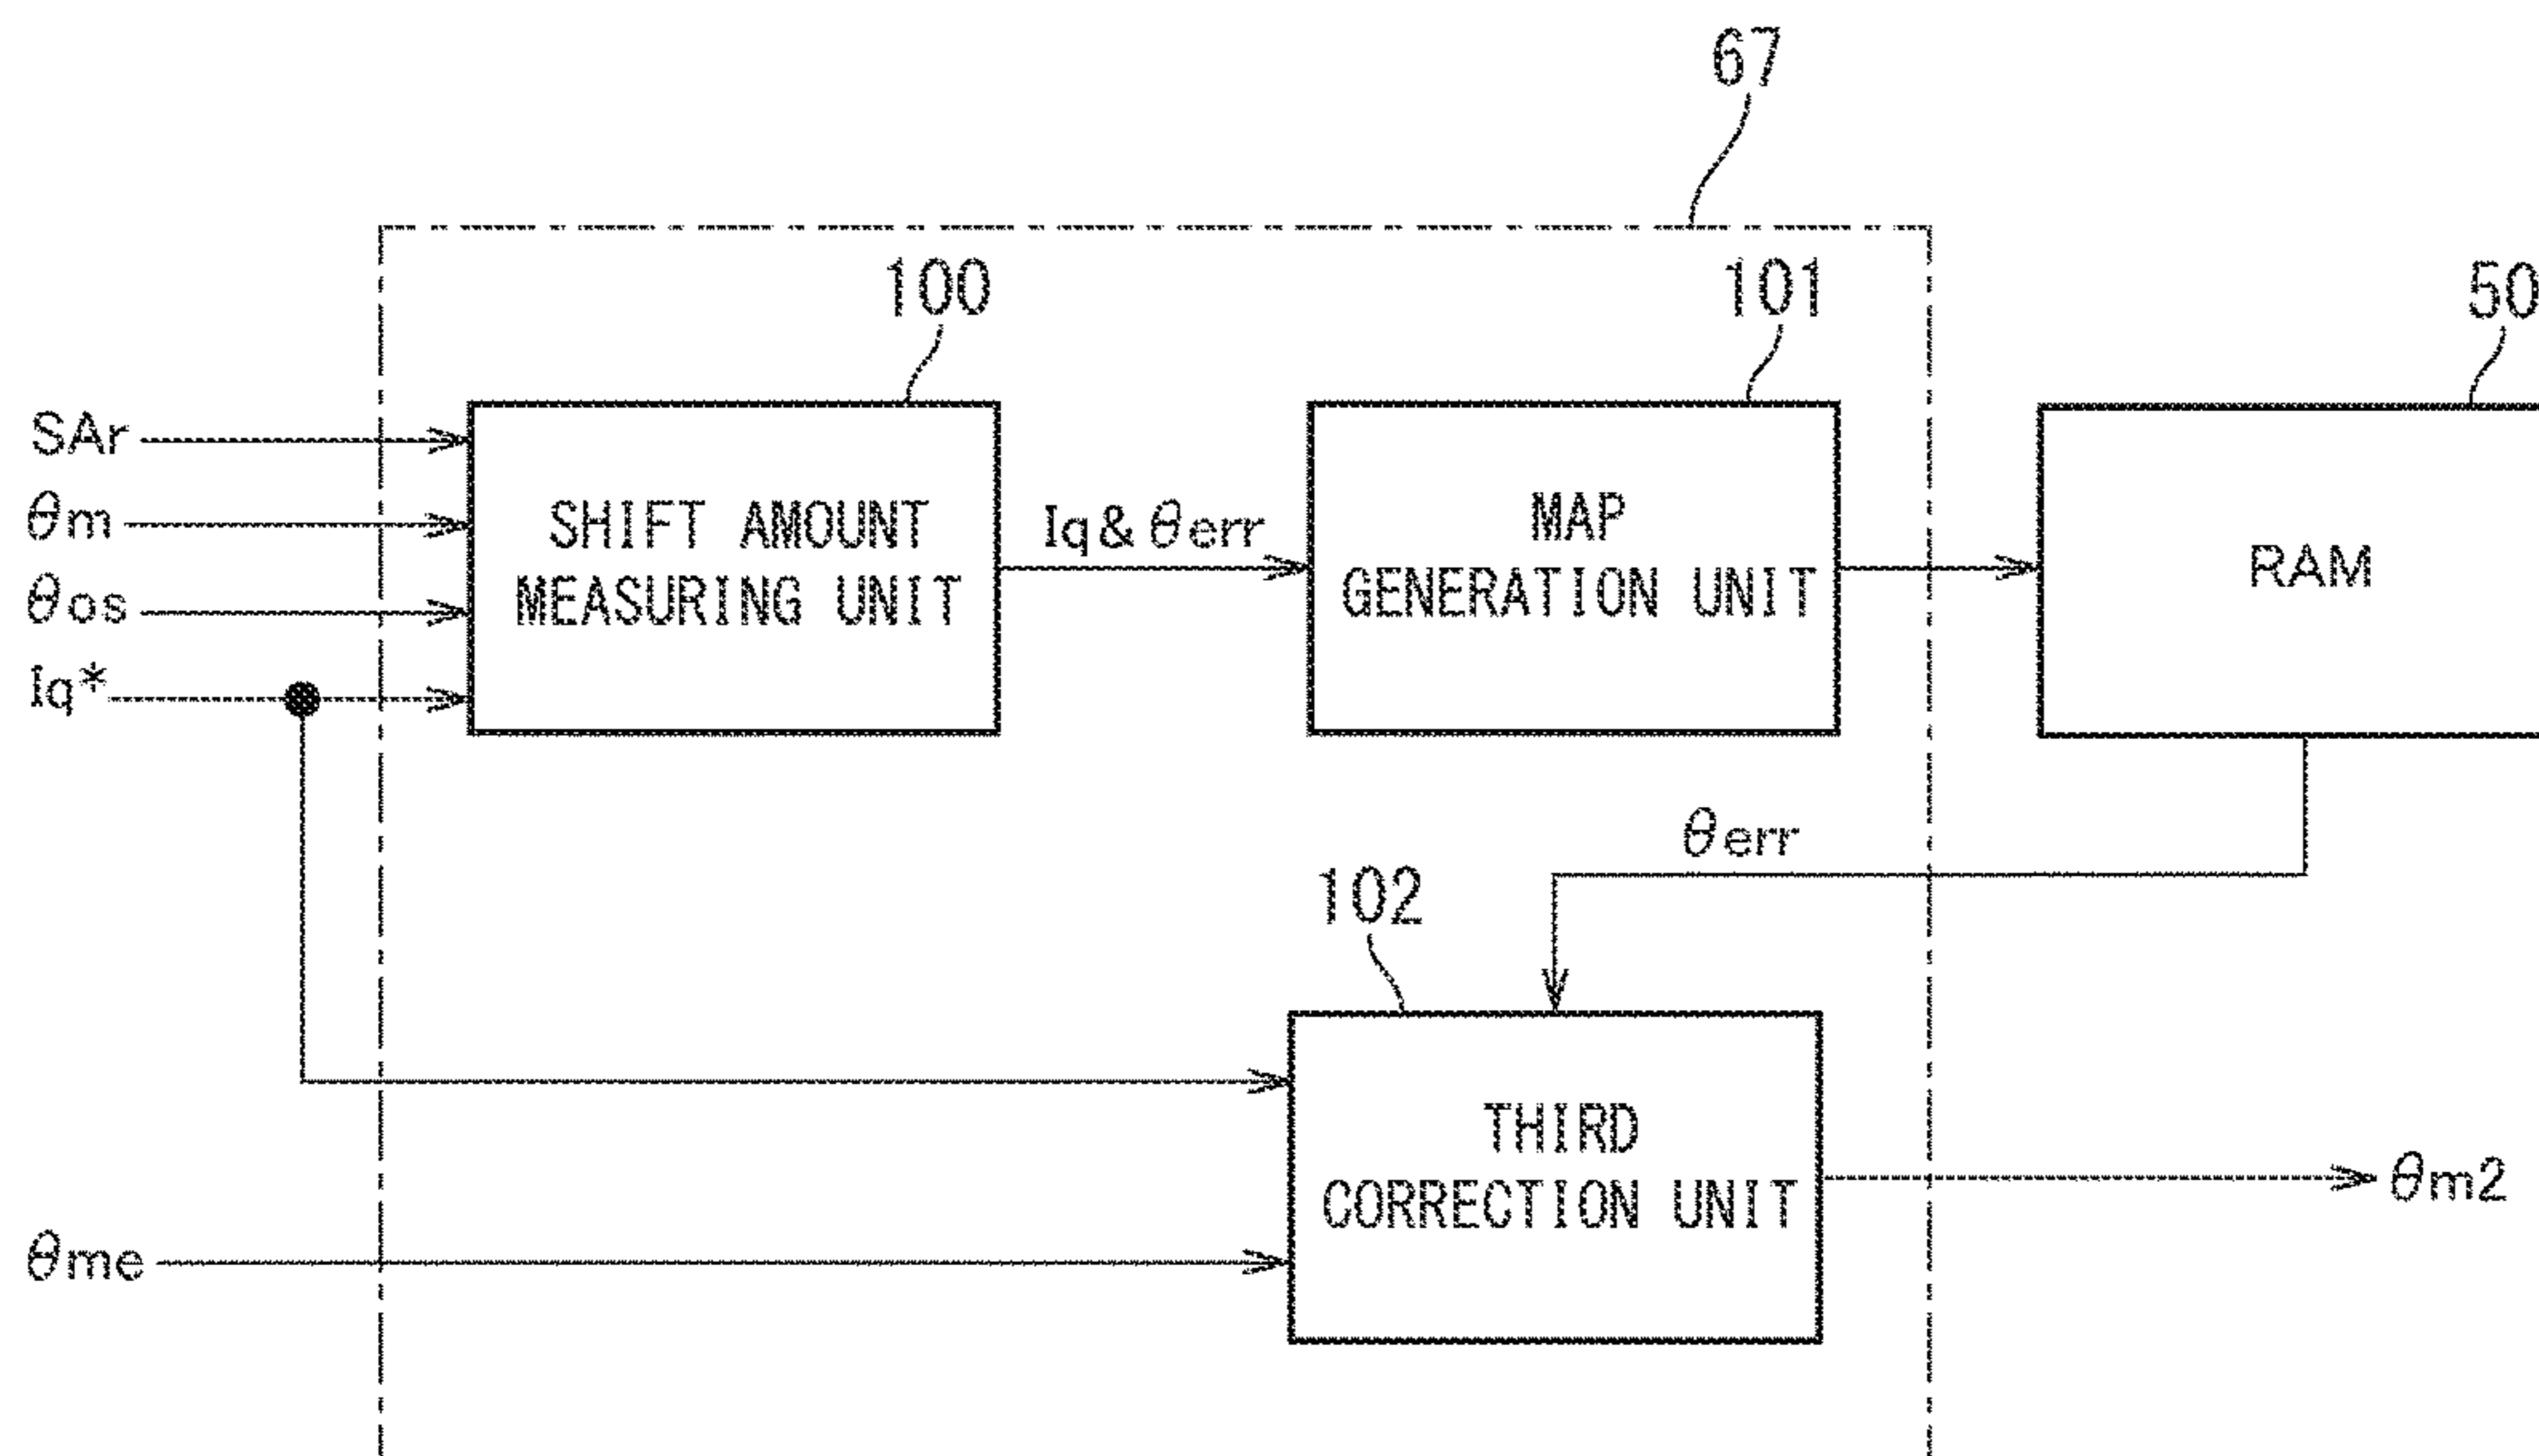 67
100
101
50
SAr
θm
θos
Iq*
SHIFT AMOUNT
MEASURING UNIT
Iq& θerr
MAP
GENERATION UNIT
RAM
θerr
102
THIRD
CORRECTION UNIT
θm2
θme